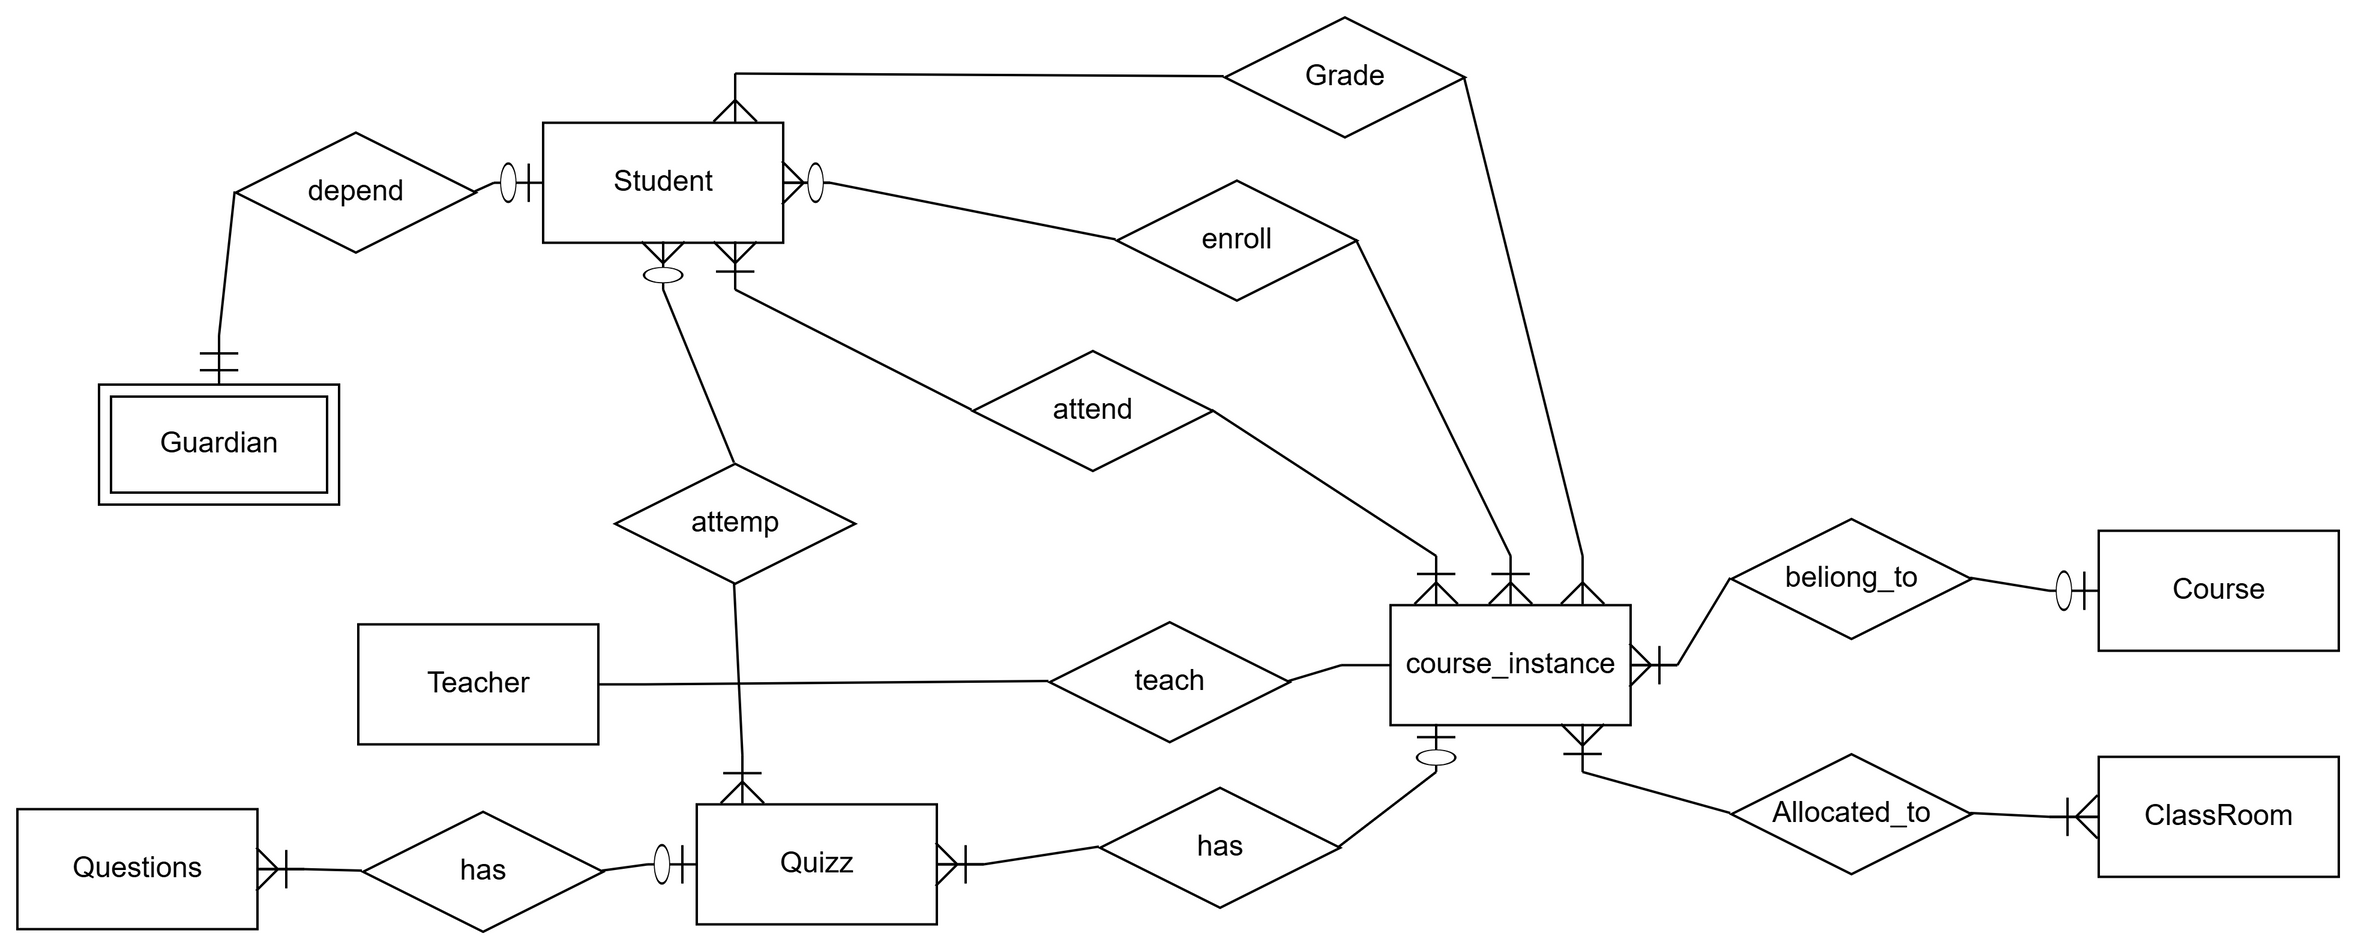 Grade
Student
depend
enroll
attend
Guardian
attemp
beliong_to
Course
course_instance
Teacher
teach
Allocated_to
ClassRoom
has
Quizz
Questions
has